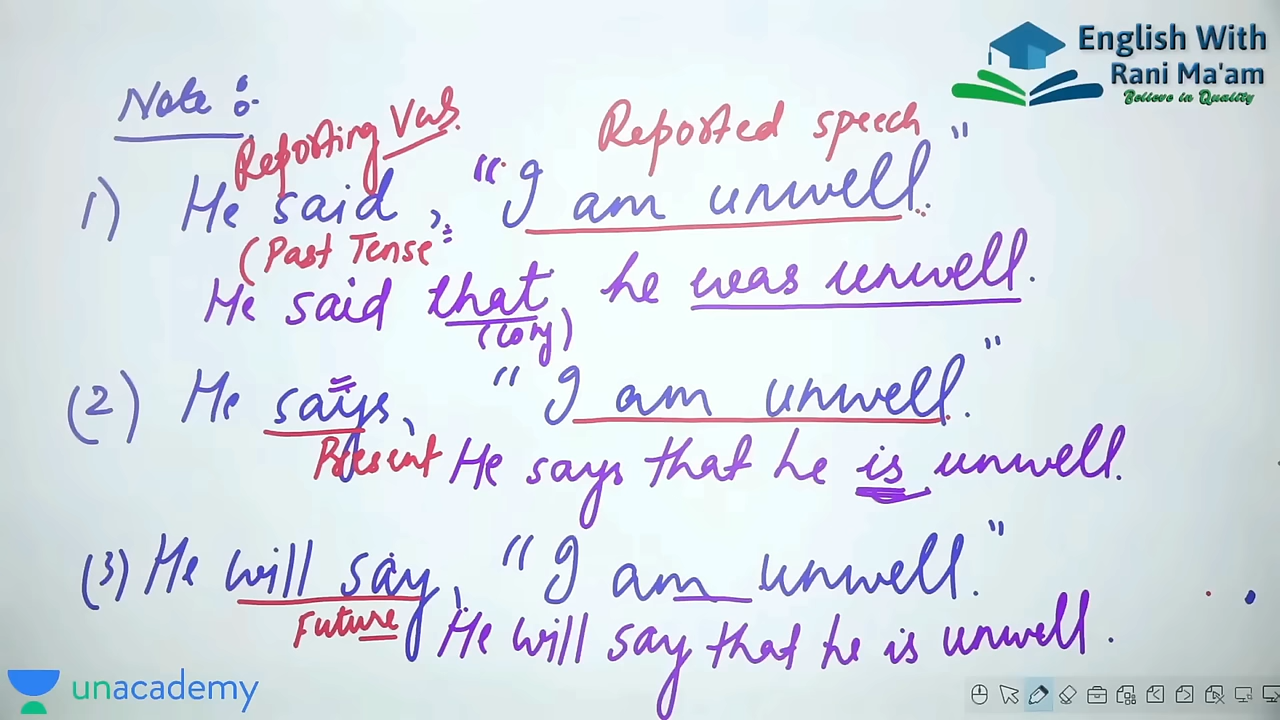 English With
Rani Ma'am
Believe in Quality
Note :-
Reporting Verb.
Reported speech
1) He said, "I am unwell."
(Past Tense
He said that he was unwell.
(conj)
(2) He says, "I am unwell."
Present
He says that he is unwell.
(3) He will say, "I am unwell."
Future
He will say that he is unwell.
unacademy